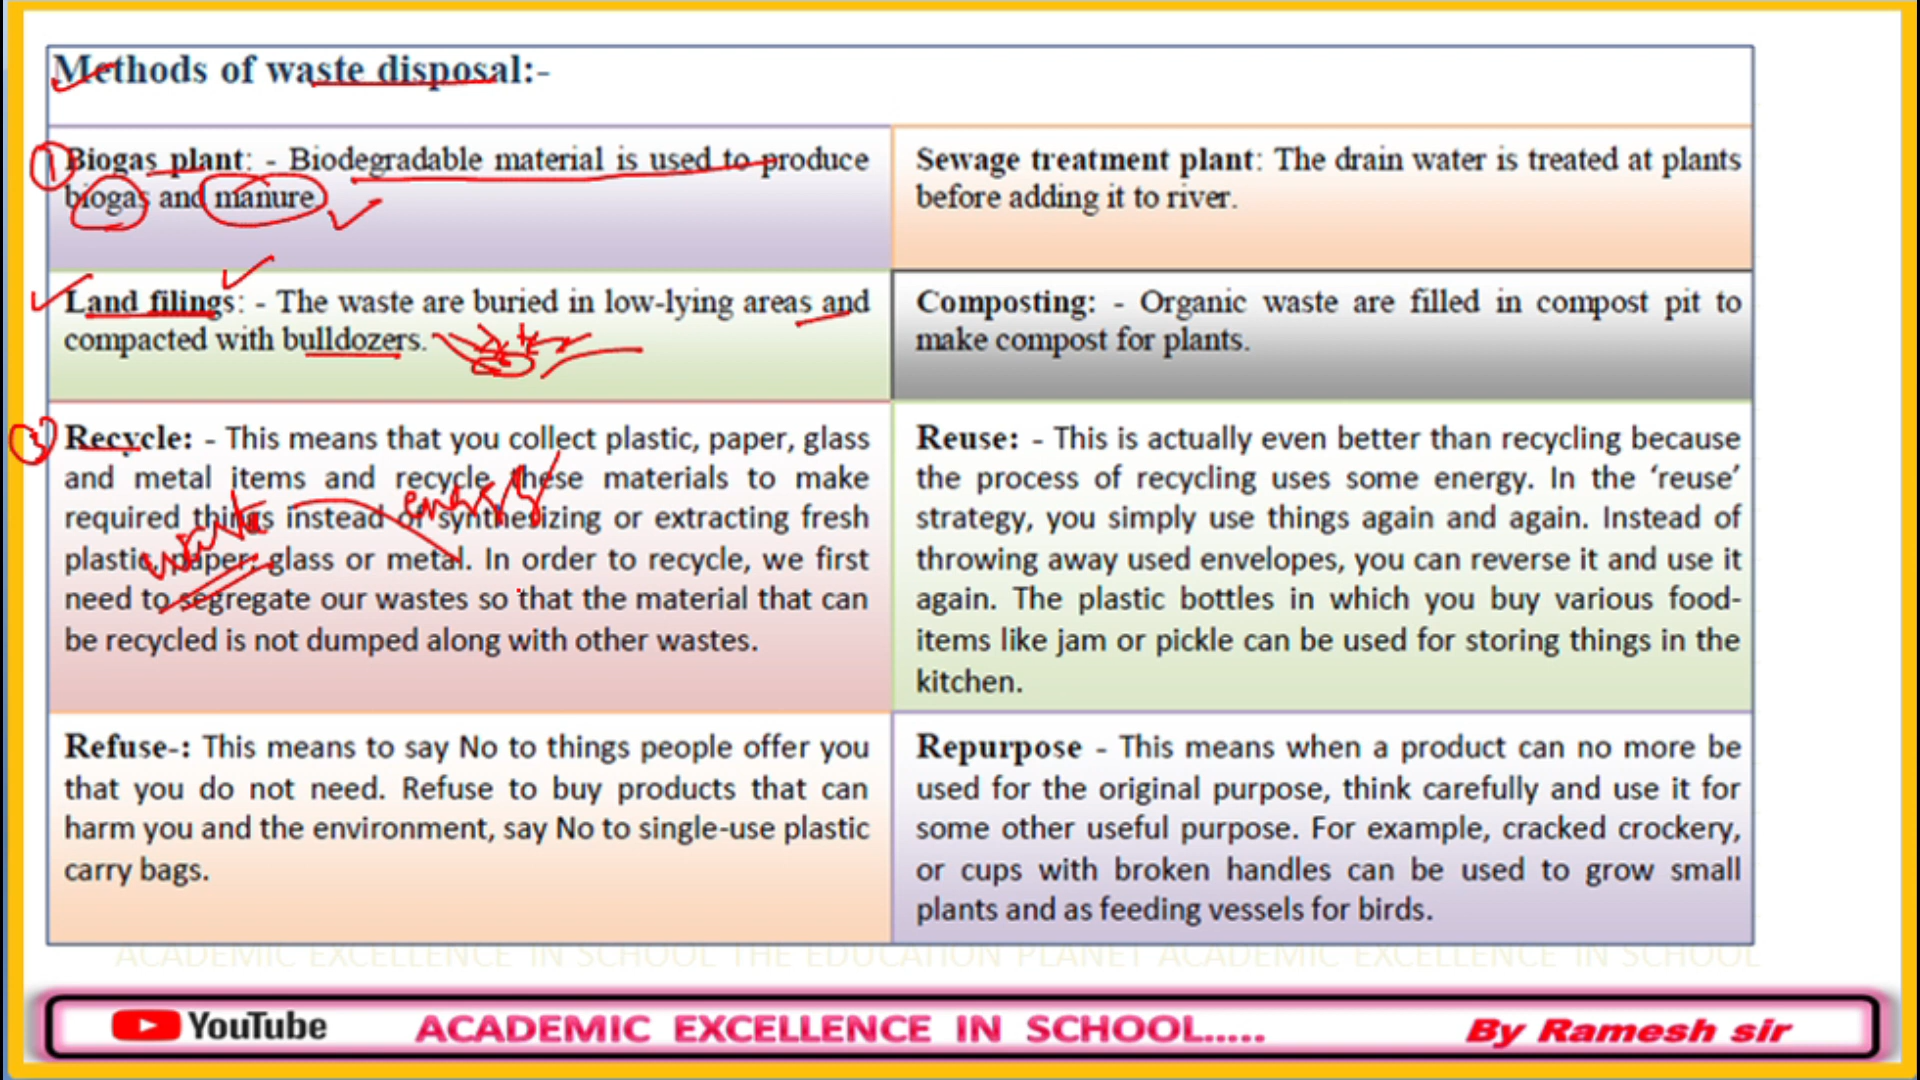 Methods of waste disposal:-
① Biogas plant: - Biodegradable material is used to produce
biogas and manure.
Sewage treatment plant: The drain water is treated at plants
before adding it to river.
Land filings: - The waste are buried in low-lying areas and
compacted with bulldozers.
Composting: - Organic waste are filled in compost pit to
make compost for plants.
③ Recycle: - This means that you collect plastic, paper, glass
and metal items and recycle these materials to make
required things instead of synthesizing or extracting fresh
plastic, paper, glass or metal. In order to recycle, we first
need to segregate our wastes so that the material that can
be recycled is not dumped along with other wastes.
waste energy
Reuse: - This is actually even better than recycling because
the process of recycling uses some energy. In the ‘reuse’
strategy, you simply use things again and again. Instead of
throwing away used envelopes, you can reverse it and use it
again. The plastic bottles in which you buy various food-
items like jam or pickle can be used for storing things in the
kitchen.
Refuse-: This means to say No to things people offer you
that you do not need. Refuse to buy products that can
harm you and the environment, say No to single-use plastic
carry bags.
Repurpose - This means when a product can no more be
used for the original purpose, think carefully and use it for
some other useful purpose. For example, cracked crockery,
or cups with broken handles can be used to grow small
plants and as feeding vessels for birds.
ACADEMIC EXCELLENCE IN SCHOOL THE EDUCATION PLANET ACADEMIC EXCELLENCE IN SCHOOL
YouTube ACADEMIC EXCELLENCE IN SCHOOL..... By Ramesh sir